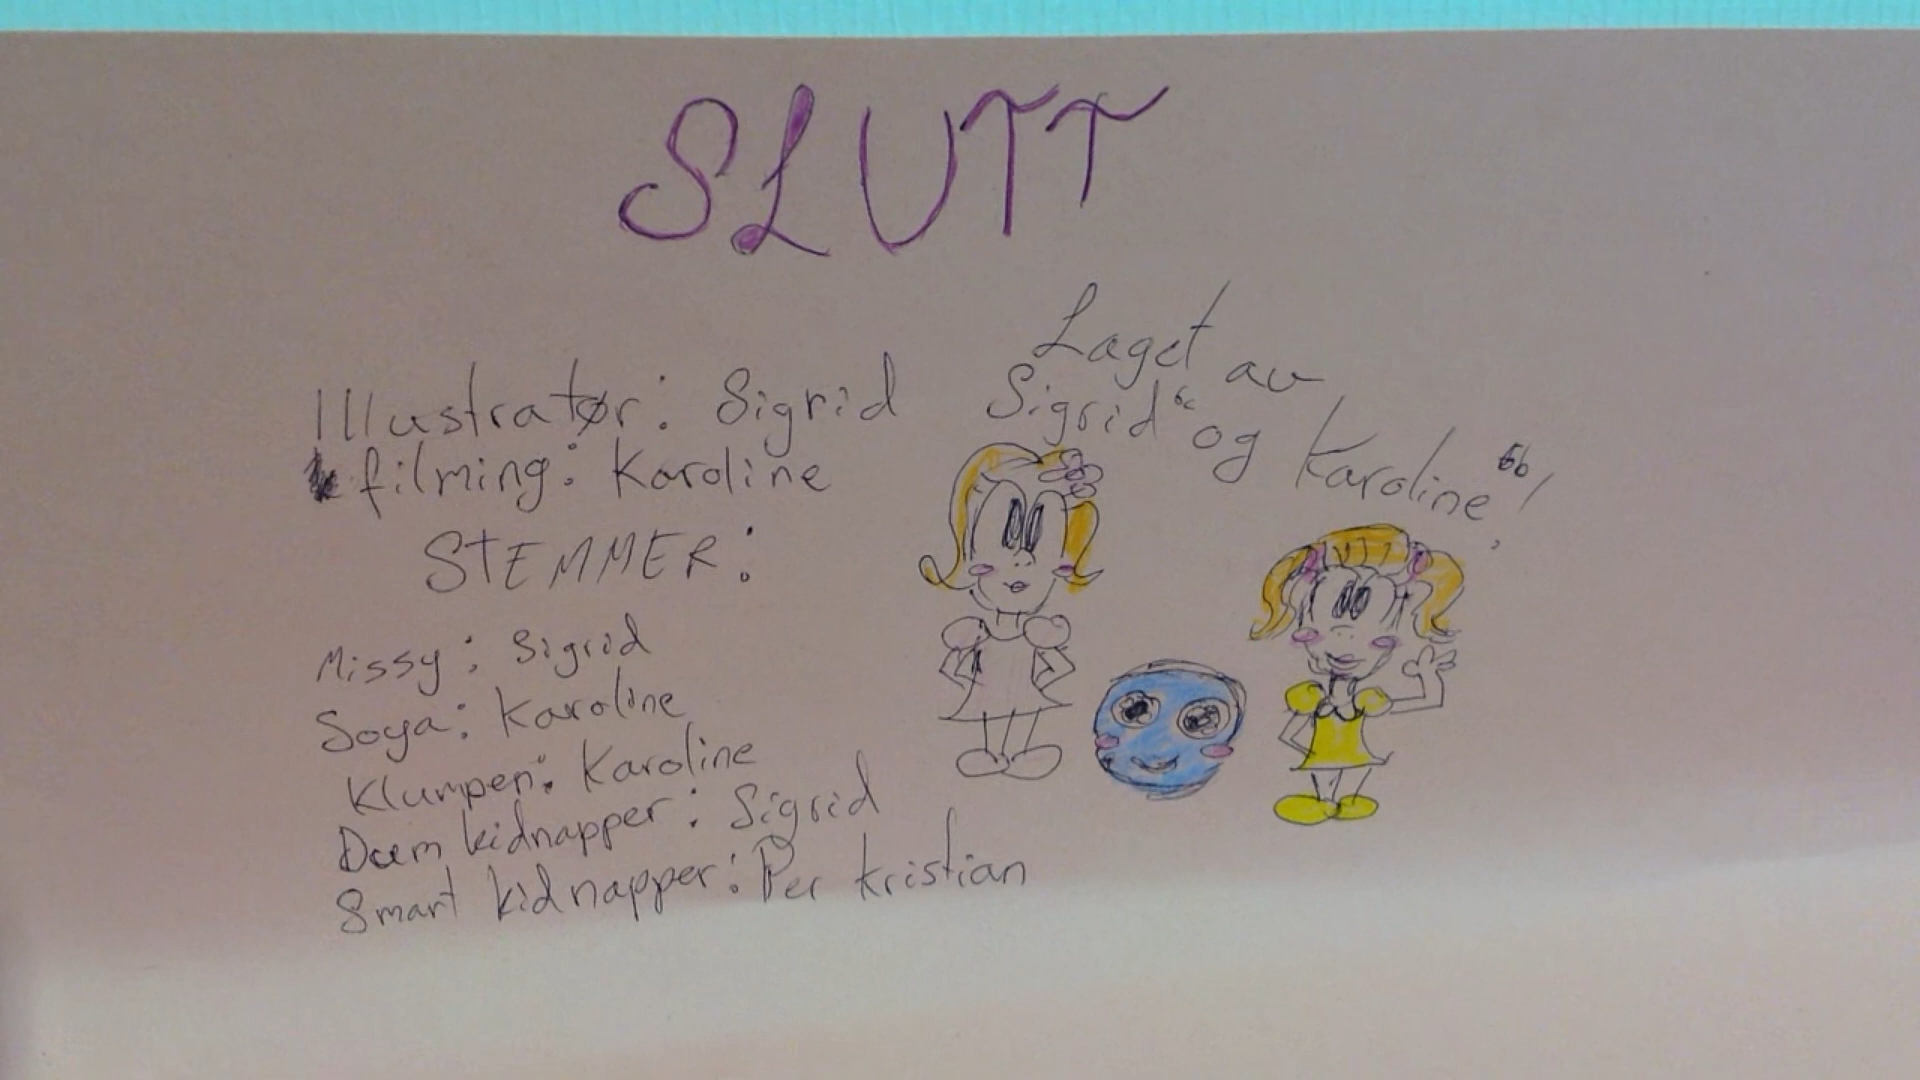 SLUTT
Laget av
Sigrid 6c og Karoline 6b!
Illustratør: Sigrid
filming: Karoline
STEMMER:
Missy: Sigrid
Soya: Karoline
Klumpen: Karoline
Dum kidnapper: Sigrid
Smart kidnapper: Per kristian